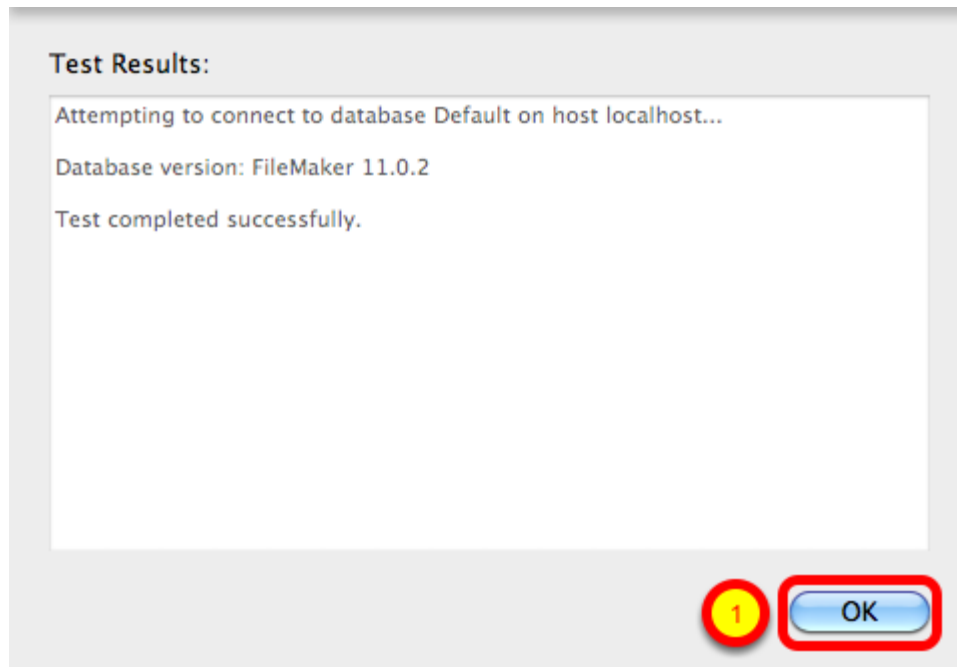 Test Results:
Attempting to connect to database Default on host localhost...
Database version: FileMaker 11.0.2
Test completed successfully.
1
OK